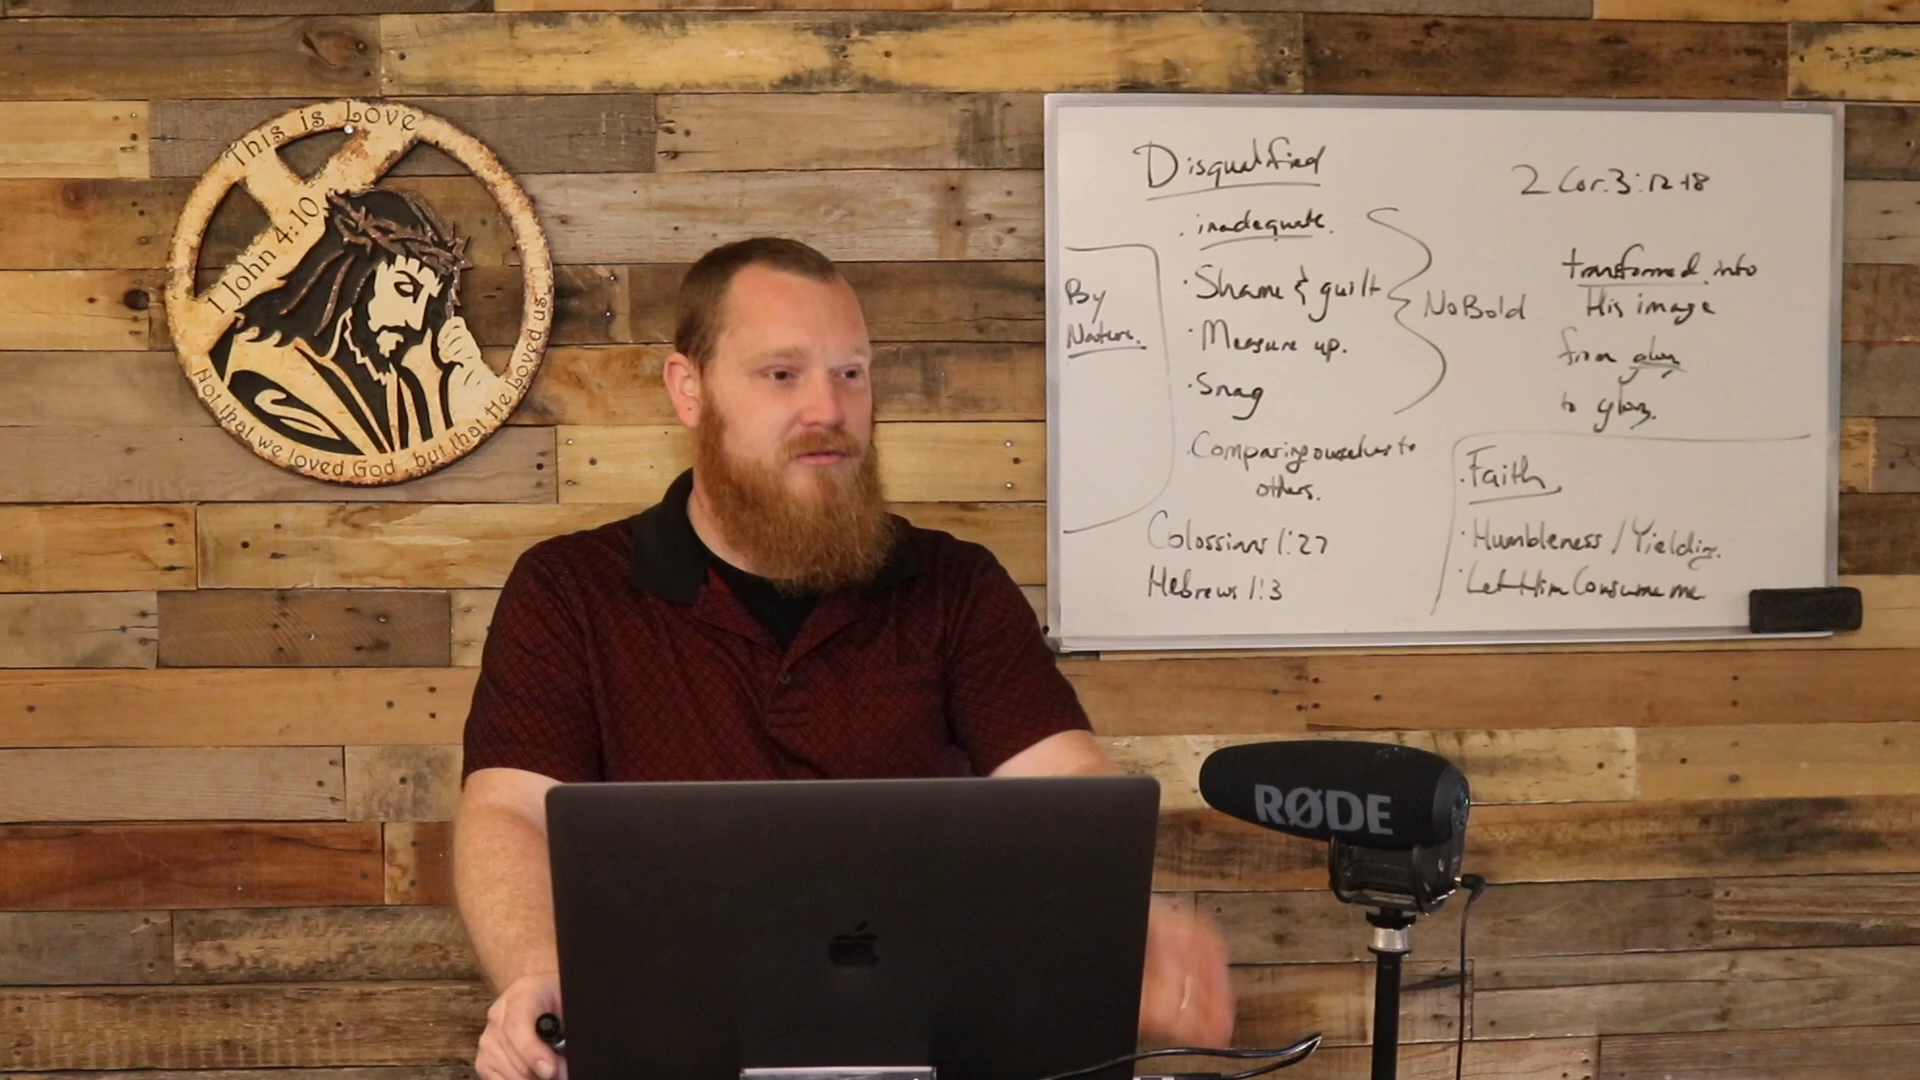 This is Love
1 John 4:10
Not that we loved God, but that He Loved us.
Disqualified
. inadequate.
· Shame & guilt
· Measure up.
· Snag
. Comparing ourselves to
others.
By
Nature.
No Bold
Colossians 1:27
Hebrews 1:3
2 Cor. 3:12-18
transformed into
His image
from glory
to glory.
. Faith
· Humbleness / Yielding.
· Let Him Consume me.
RØDE